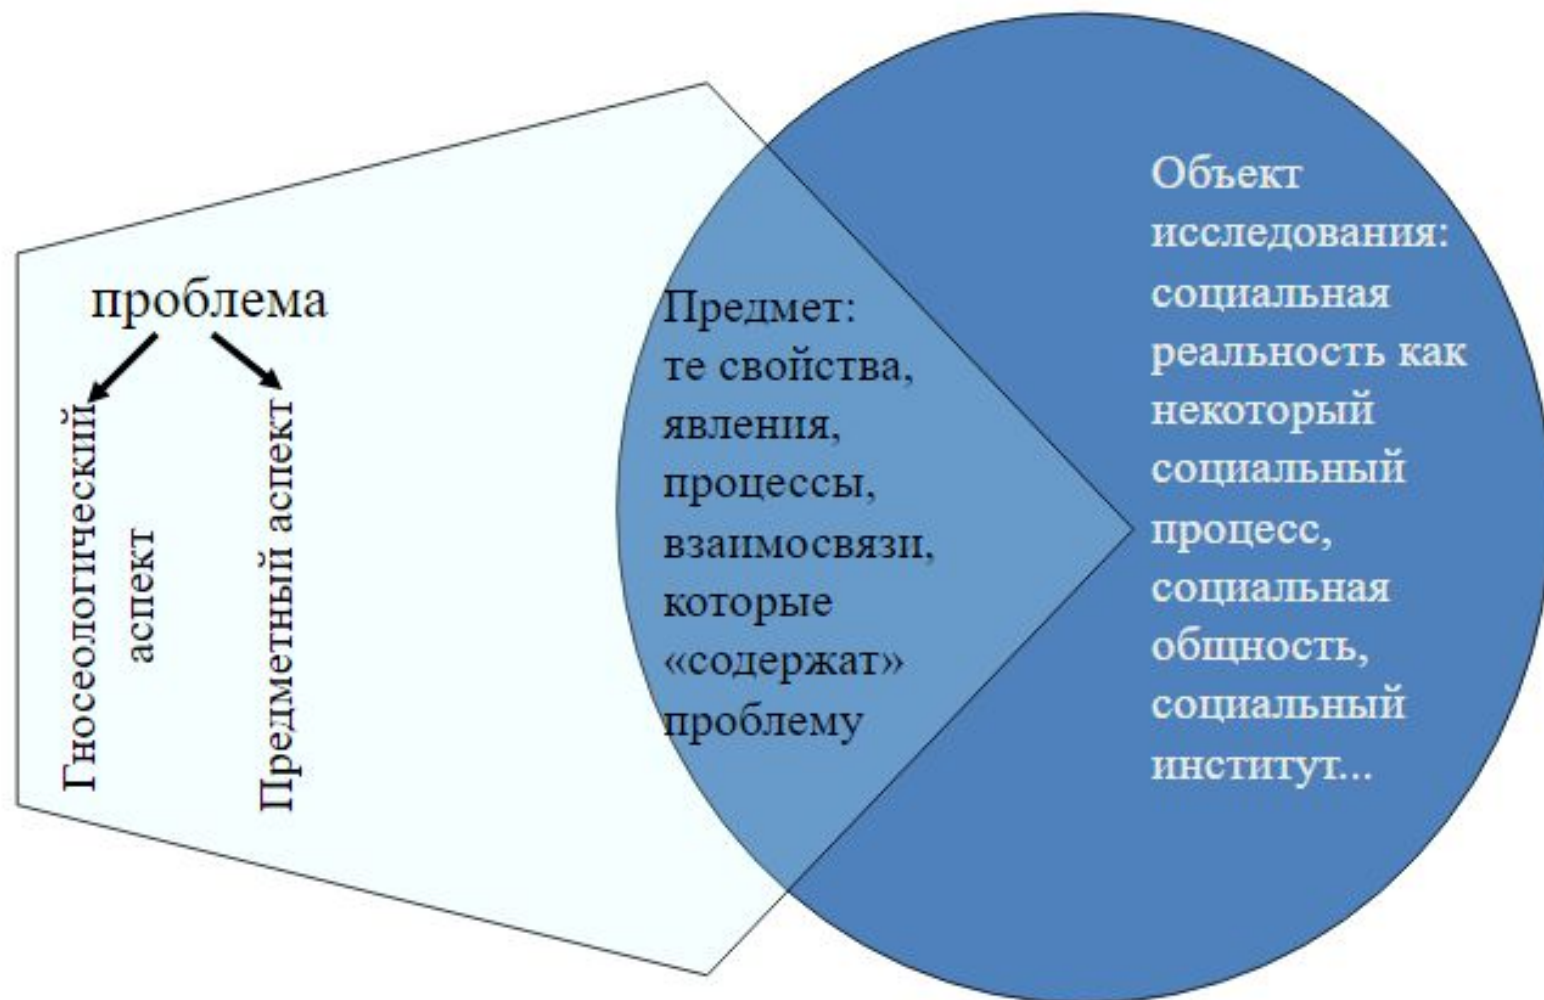 проблема
Гносеологический
аспект
Предметный аспект
Предмет:
те свойства,
явления,
процессы,
взаимосвязи,
которые
«содержат»
проблему
Объект
исследования:
социальная
реальность как
некоторый
социальный
процесс,
социальная
общность,
социальный
институт...